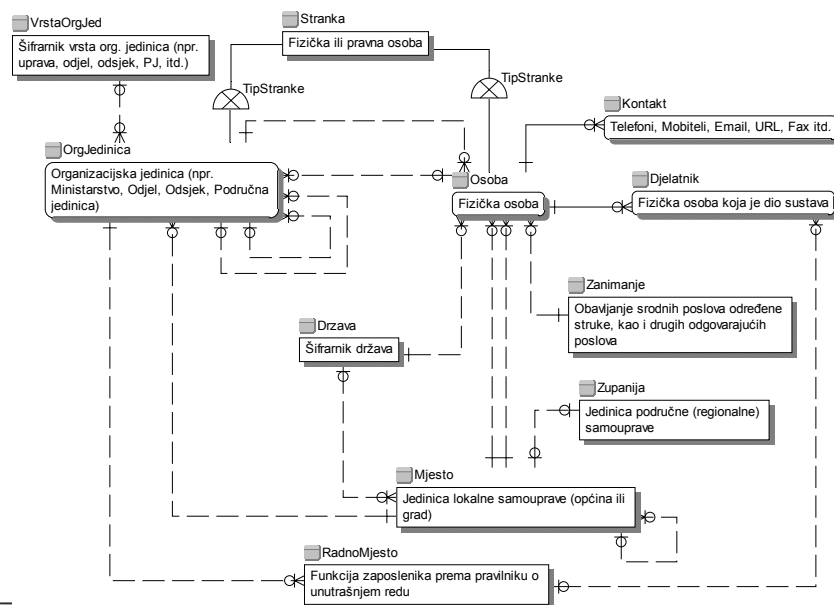 VrstaOrgJed
Šifrarnik vrsta org. jedinica (npr.
uprava, odjel, odsjek, PJ, itd.)
Stranka
Fizička ili pravna osoba
TipStranke
TipStranke
Kontakt
Telefoni, Mobiteli, Email, URL, Fax itd.
OrgJedinica
Organizacijska jedinica (npr.
Ministarstvo, Odjel, Odsjek, Područna
jedinica)
Osoba
Fizička osoba
Djelatnik
Fizička osoba koja je dio sustava
Zanimanje
Obavljanje srodnih poslova određene
struke, kao i drugih odgovarajućih
poslova
Drzava
Šifrarnik država
Zupanija
Jedinica područne (regionalne)
samouprave
Mjesto
Jedinica lokalne samouprave (općina ili
grad)
RadnoMjesto
Funkcija zaposlenika prema pravilniku o
unutrašnjem redu